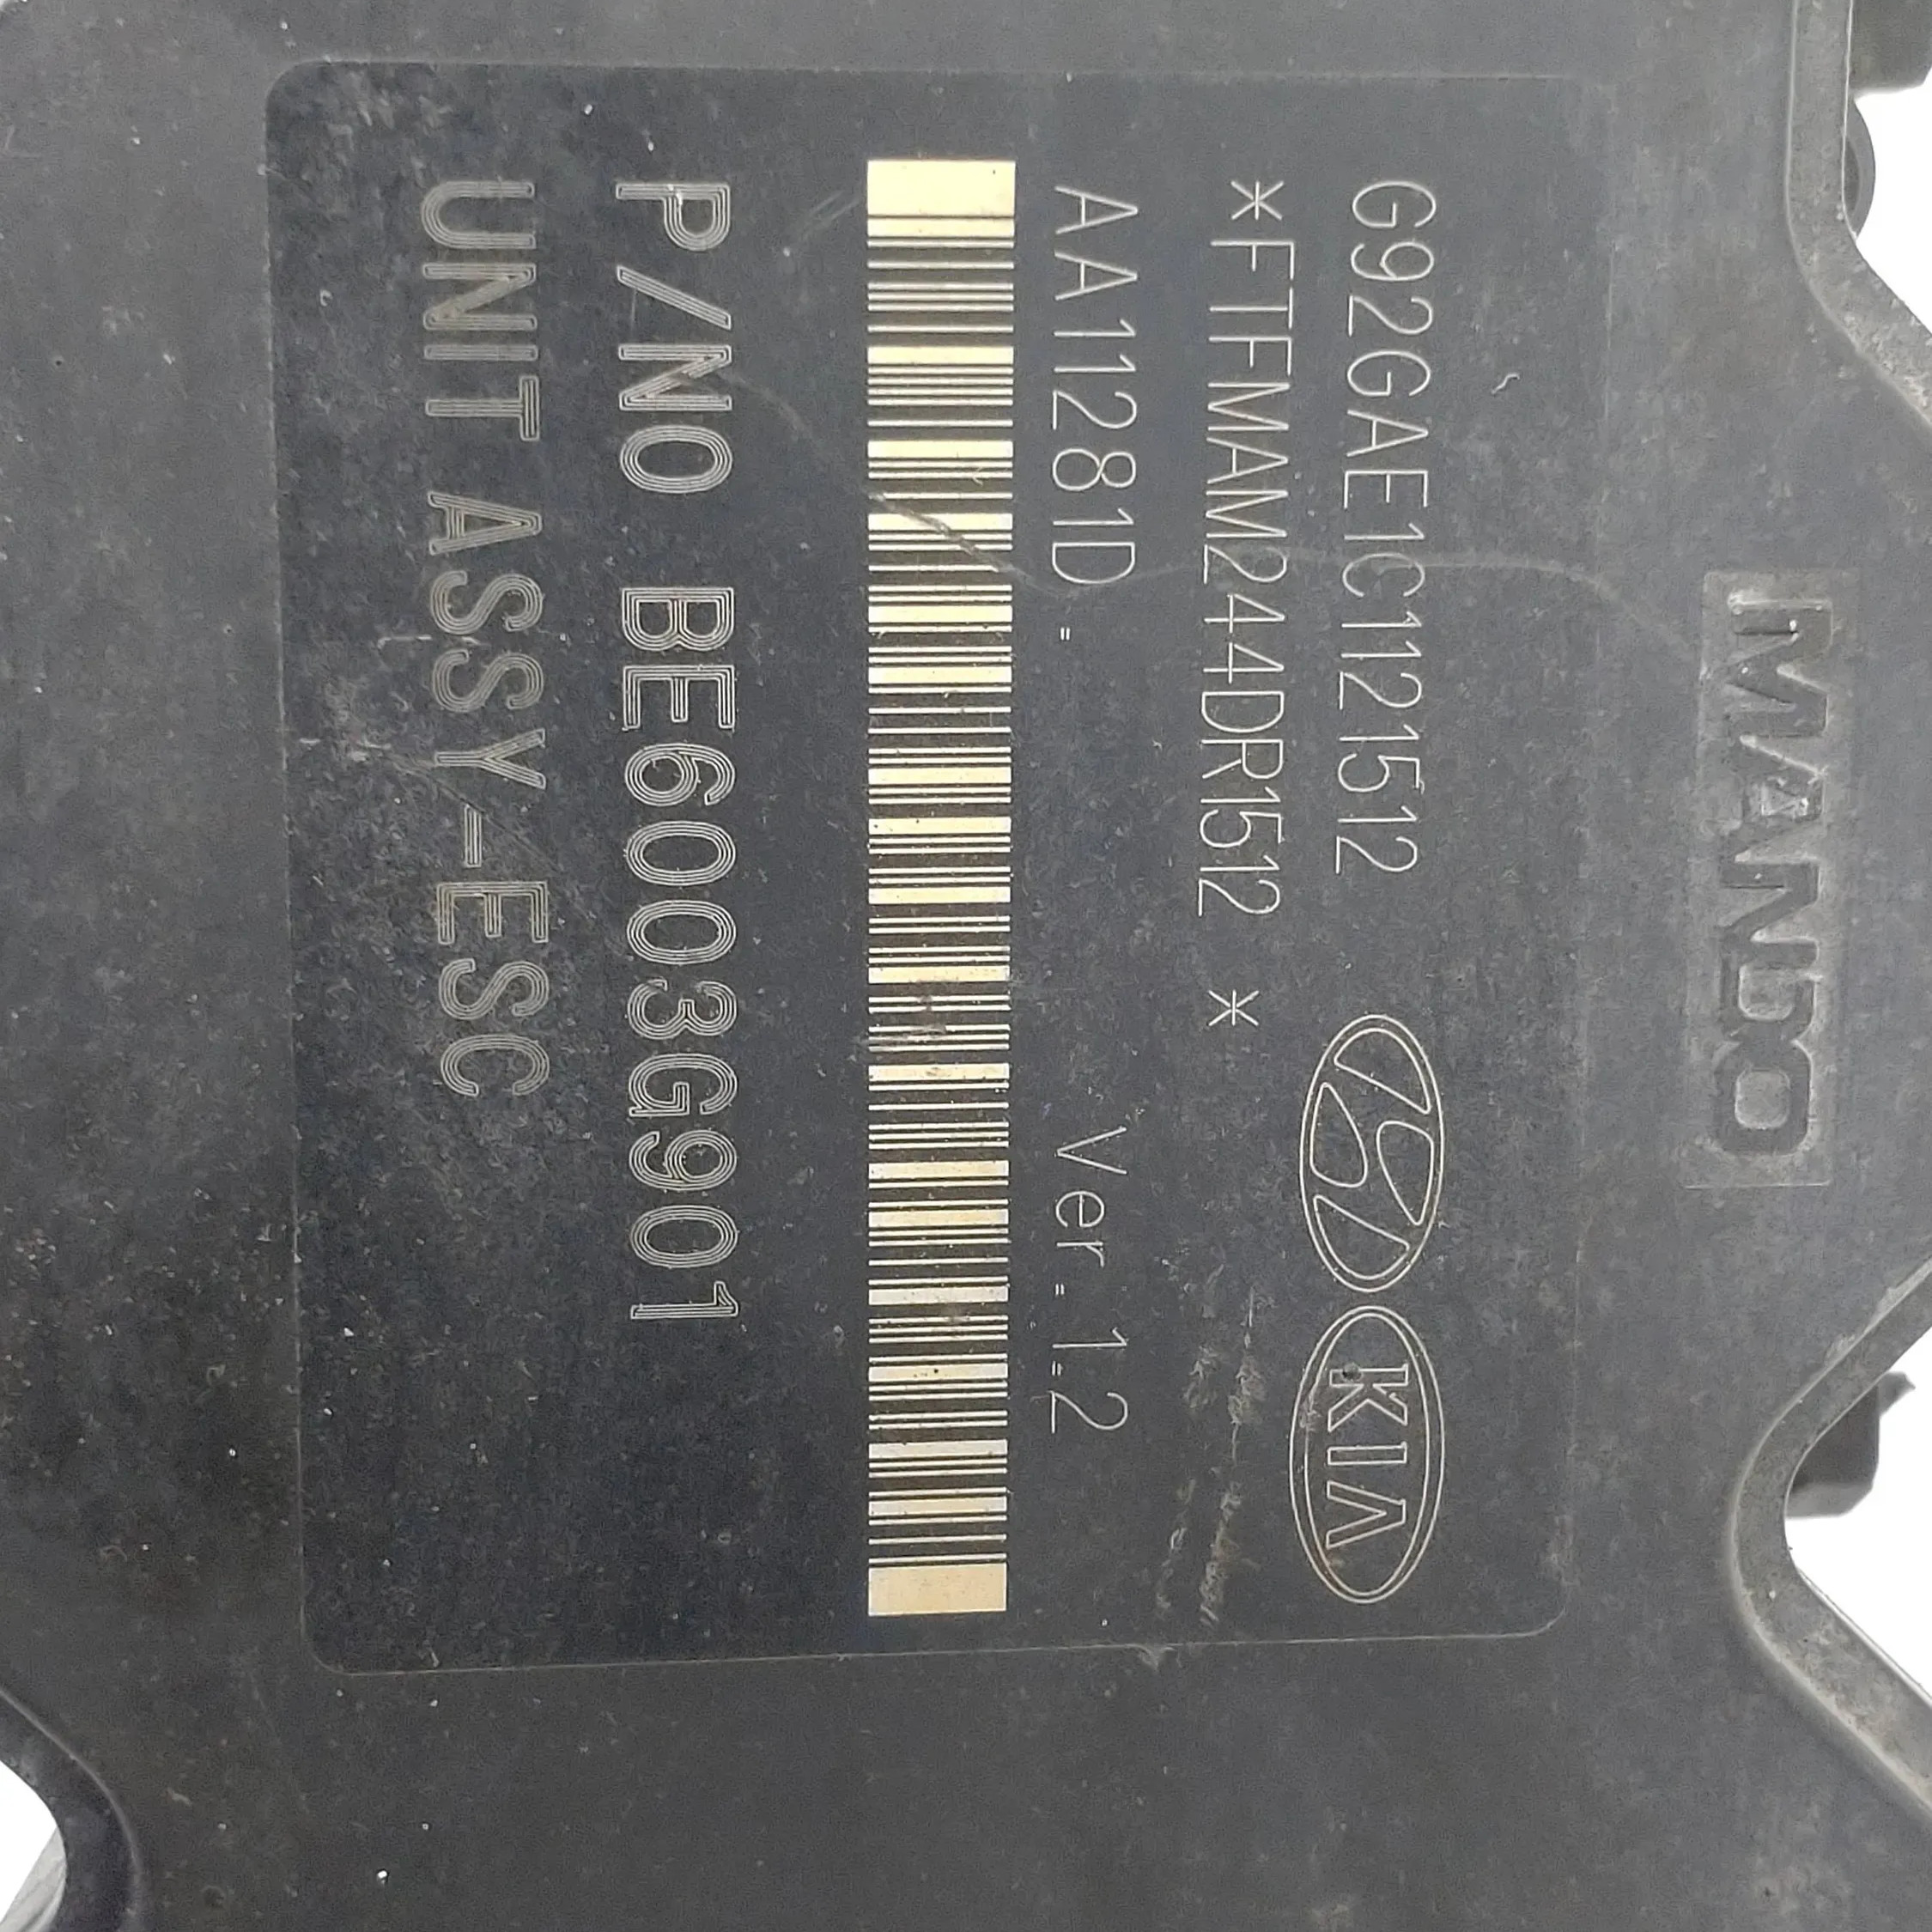 MANDO
G92GAE1C1121512
*FTFMAM244DR1512 *
KIA
AA11281D. Ver.1.2
P/NO BE6003G901
UNIT ASSY-ESC